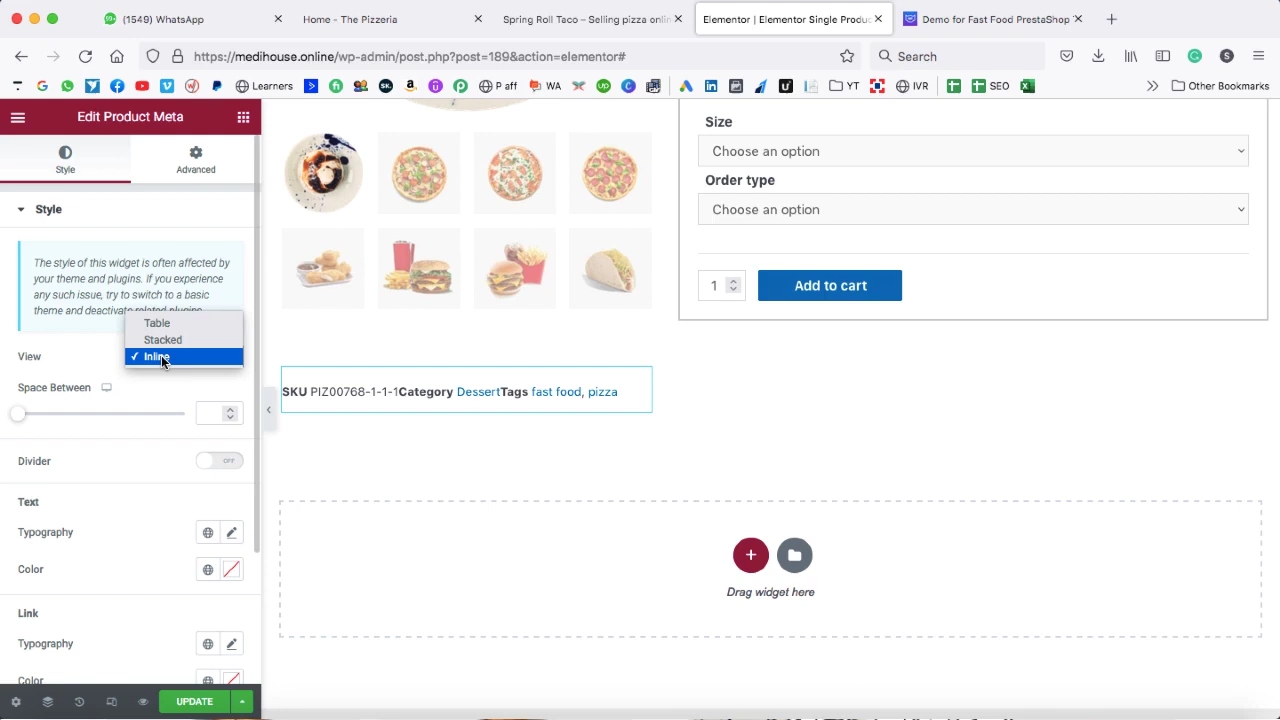 (1549) WhatsApp
Home - The Pizzeria
Spring Roll Taco – Selling pizza onlin
Elementor | Elementor Single Produc
Demo for Fast Food PrestaShop
https://medihouse.online/wp-admin/post.php?post=189&action=elementor#
Search
Learners
P aff
WA
YT
IVR
SEO
Other Bookmarks
Edit Product Meta
Style
Advanced
Style
The style of this widget is often affected by
your theme and plugins. If you experience
any such issue, try to switch to a basic
theme and deactivate related plugins.
Table
Stacked
View
✓ Inline
Space Between
Divider
OFF
Text
Typography
Color
Link
Typography
Color
UPDATE
Size
Choose an option
Order type
Choose an option
1
Add to cart
SKU PIZ00768-1-1-1Category DessertTags fast food, pizza
Drag widget here